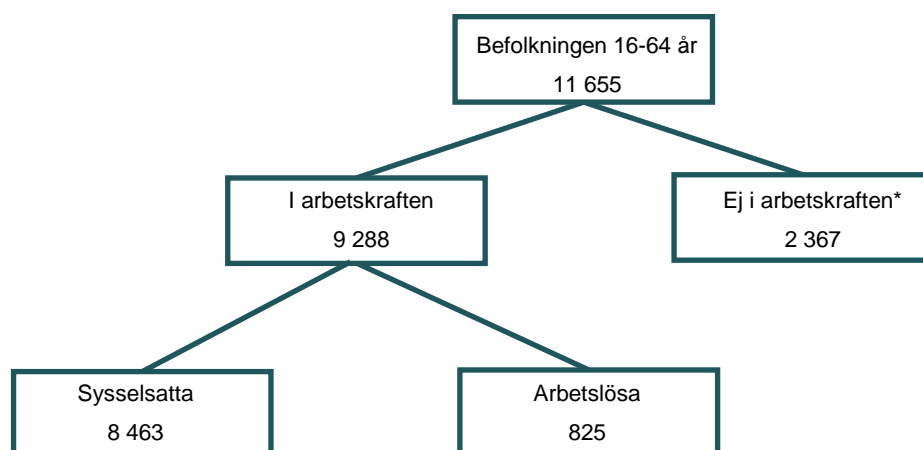 Befolkningen 16-64 år
11 655
I arbetskraften
9 288
Ej i arbetskraften*
2 367
Sysselsatta
8 463
Arbetslösa
825